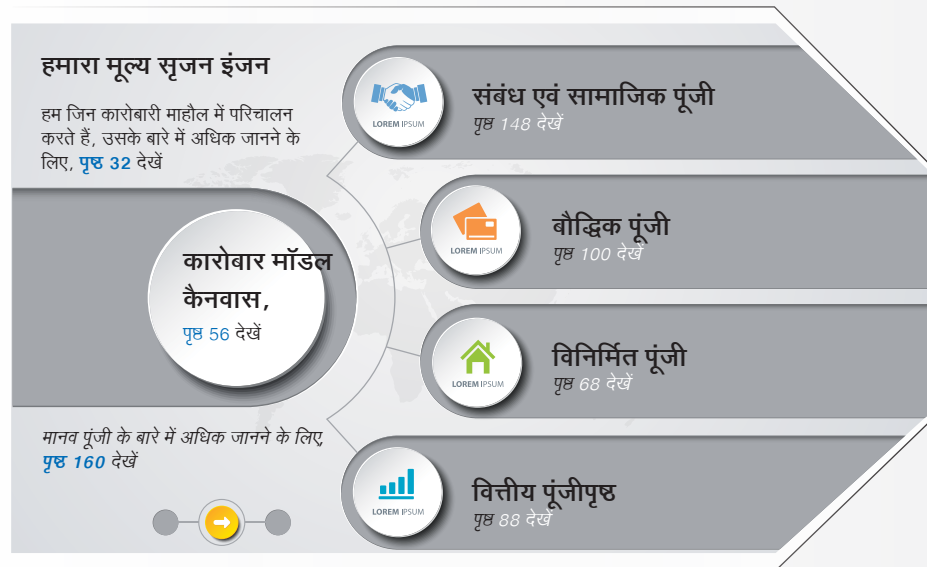 हमारा मूल्य सृजन इंजन
हम जिन कारोबारी माहौल में परिचालन
करते हैं, उसके बारे में अधिक जानने के
लिए, पृष्ठ 32 देखें
कारोबार मॉडल
कैनवास,
पृष्ठ 56 देखें
मानव पूंजी के बारे में अधिक जानने के लिए,
पृष्ठ 160 देखें
LOREM IPSUM
संबंध एवं सामाजिक पूंजी
पृष्ठ 148 देखें
LOREM IPSUM
बौद्धिक पूंजी
पृष्ठ 100 देखें
LOREM IPSUM
विनिर्मित पूंजी
पृष्ठ 68 देखें
LOREM IPSUM
वित्तीय पूंजीपृष्ठ
पृष्ठ 88 देखें